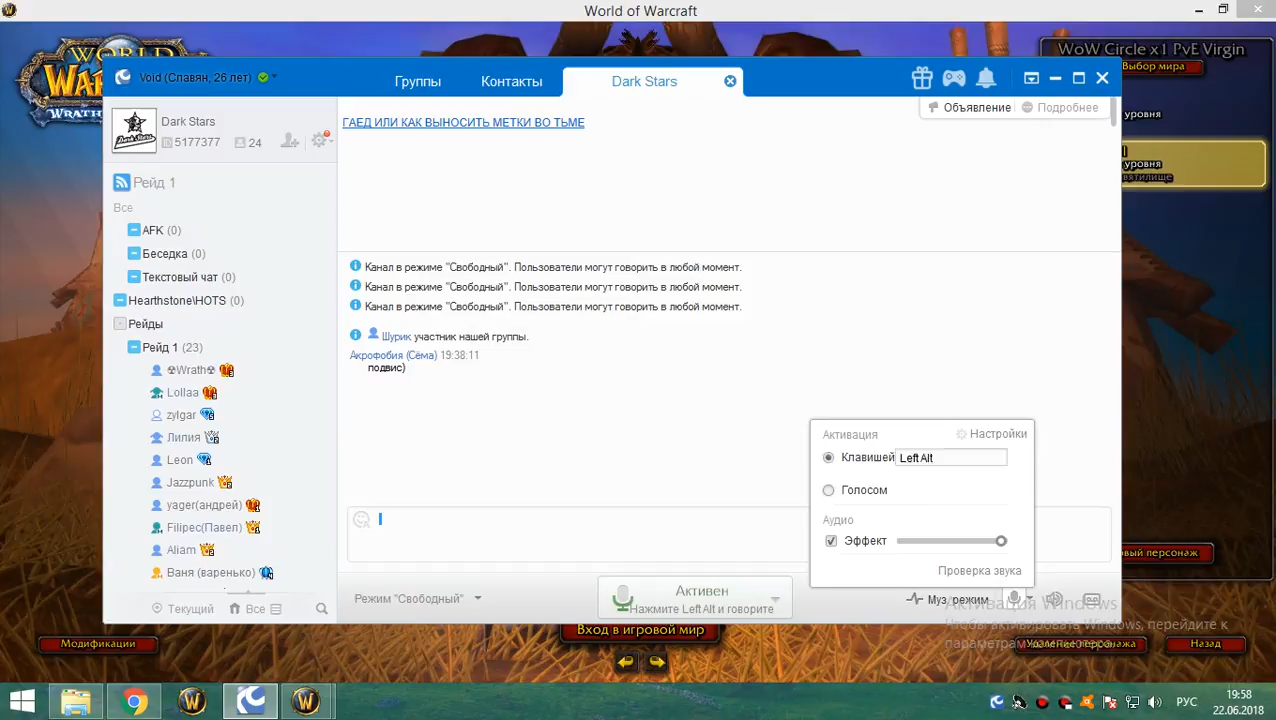 World of Warcraft
WORLD
WRATH
WoW Circle x1 PvE Virgin
Выбор мира
уровня
уровня
Void (Славян, 26 лет)
Группы
Контакты
Dark Stars
Dark Stars
5177377
24
Рейд 1
Все
AFK (0)
Беседка (0)
Текстовый чат (0)
Hearthstone\HOTS (0)
Рейды
Рейд 1 (23)
☢Wrath☢
Lollaa
zylgar
Лилия
Leon
Jazzpunk
yager(андрей)
Filipec(Павел)
Aliam
Ваня (варенько)
Текущий
Все
Объявление
Подробнее
ГАЕД ИЛИ КАК ВЫНОСИТЬ МЕТКИ ВО ТЬМЕ
Канал в режиме "Свободный". Пользователи могут говорить в любой момент.
Канал в режиме "Свободный". Пользователи могут говорить в любой момент.
Канал в режиме "Свободный". Пользователи могут говорить в любой момент.
Шурик участник нашей группы.
Акрофобия (Сёма) 19:38:11
подвис)
Активация
Настройки
Клавишей
Left Alt
Голосом
Аудио
Эффект
Проверка звука
Режим "Свободный"
Активен
Нажмите Left Alt и говорите
Муз. режим
Активация Windows
Чтобы активировать Windows, перейдите к
параметрам компьютера.
Модификации
Вход в игровой мир
Удаление персонажа
Назад
РУС
19:58
22.06.2018